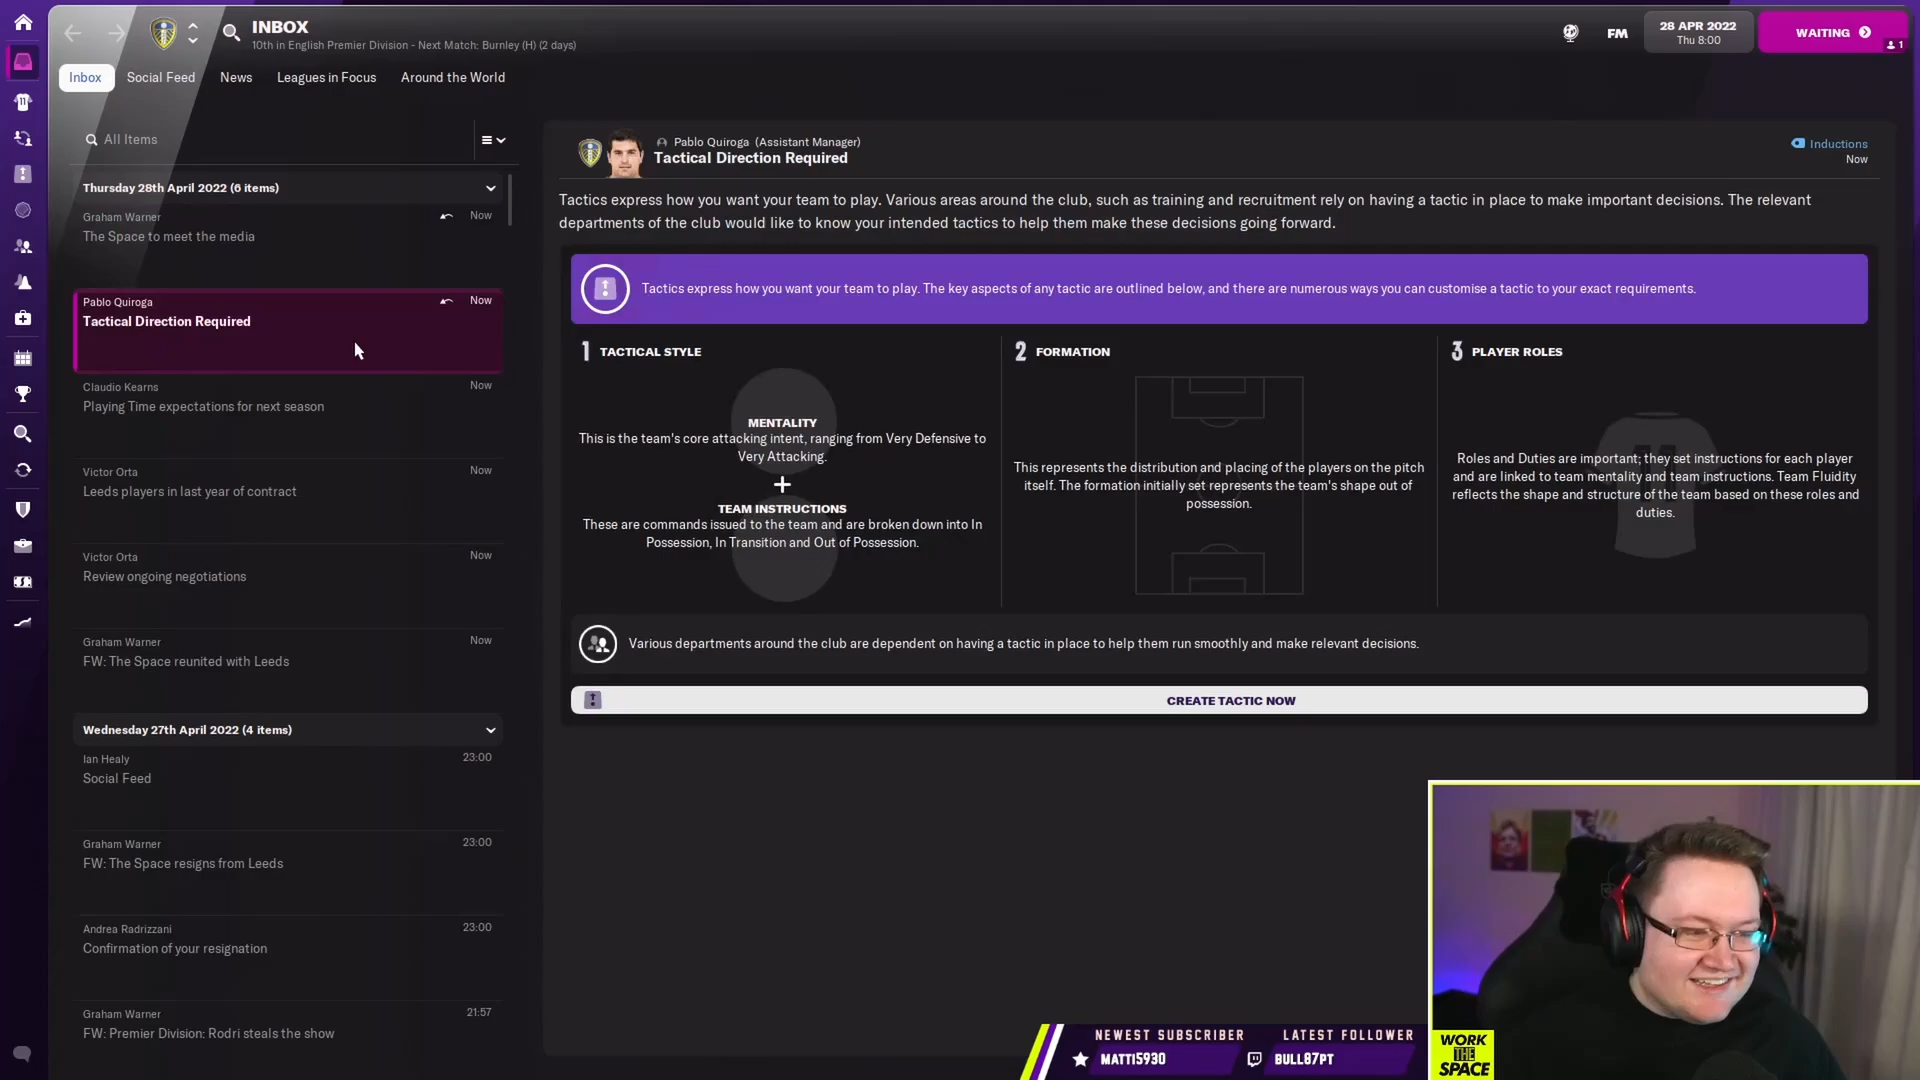 INBOX
10th in English Premier Division - Next Match: Burnley (H) (2 days)
FM
28 APR 2022
Thu 8:00
WAITING
1
Inbox
Social Feed
News
Leagues in Focus
Around the World
All Items
Thursday 28th April 2022 (6 items)
Graham Warner
Now
The Space to meet the media
Pablo Quiroga
Now
Tactical Direction Required
Claudio Kearns
Now
Playing Time expectations for next season
Victor Orta
Now
Leeds players in last year of contract
Victor Orta
Now
Review ongoing negotiations
Graham Warner
Now
FW: The Space reunited with Leeds
Wednesday 27th April 2022 (4 items)
Ian Healy
23:00
Social Feed
Graham Warner
23:00
FW: The Space resigns from Leeds
Andrea Radrizzani
23:00
Confirmation of your resignation
Graham Warner
21:57
FW: Premier Division: Rodri steals the show
Pablo Quiroga (Assistant Manager)
Tactical Direction Required
Inductions
Now
Tactics express how you want your team to play. Various areas around the club, such as training and recruitment rely on having a tactic in place to make important decisions. The relevant
departments of the club would like to know your intended tactics to help them make these decisions going forward.
Tactics express how you want your team to play. The key aspects of any tactic are outlined below, and there are numerous ways you can customise a tactic to your exact requirements.
1 TACTICAL STYLE
MENTALITY
This is the team's core attacking intent, ranging from Very Defensive to
Very Attacking.
+
TEAM INSTRUCTIONS
These are commands issued to the team and are broken down into In
Possession, In Transition and Out of Possession.
2 FORMATION
This represents the distribution and placing of the players on the pitch
itself. The formation initially set represents the team's shape out of
possession.
3 PLAYER ROLES
Roles and Duties are important; they set instructions for each player
and are linked to team mentality and team instructions. Team Fluidity
reflects the shape and structure of the team based on these roles and
duties.
Various departments around the club are dependent on having a tactic in place to help them run smoothly and make relevant decisions.
CREATE TACTIC NOW
NEWEST SUBSCRIBER
MATTI5930
LATEST FOLLOWER
BULL87PT
WORK
THE
SPACE